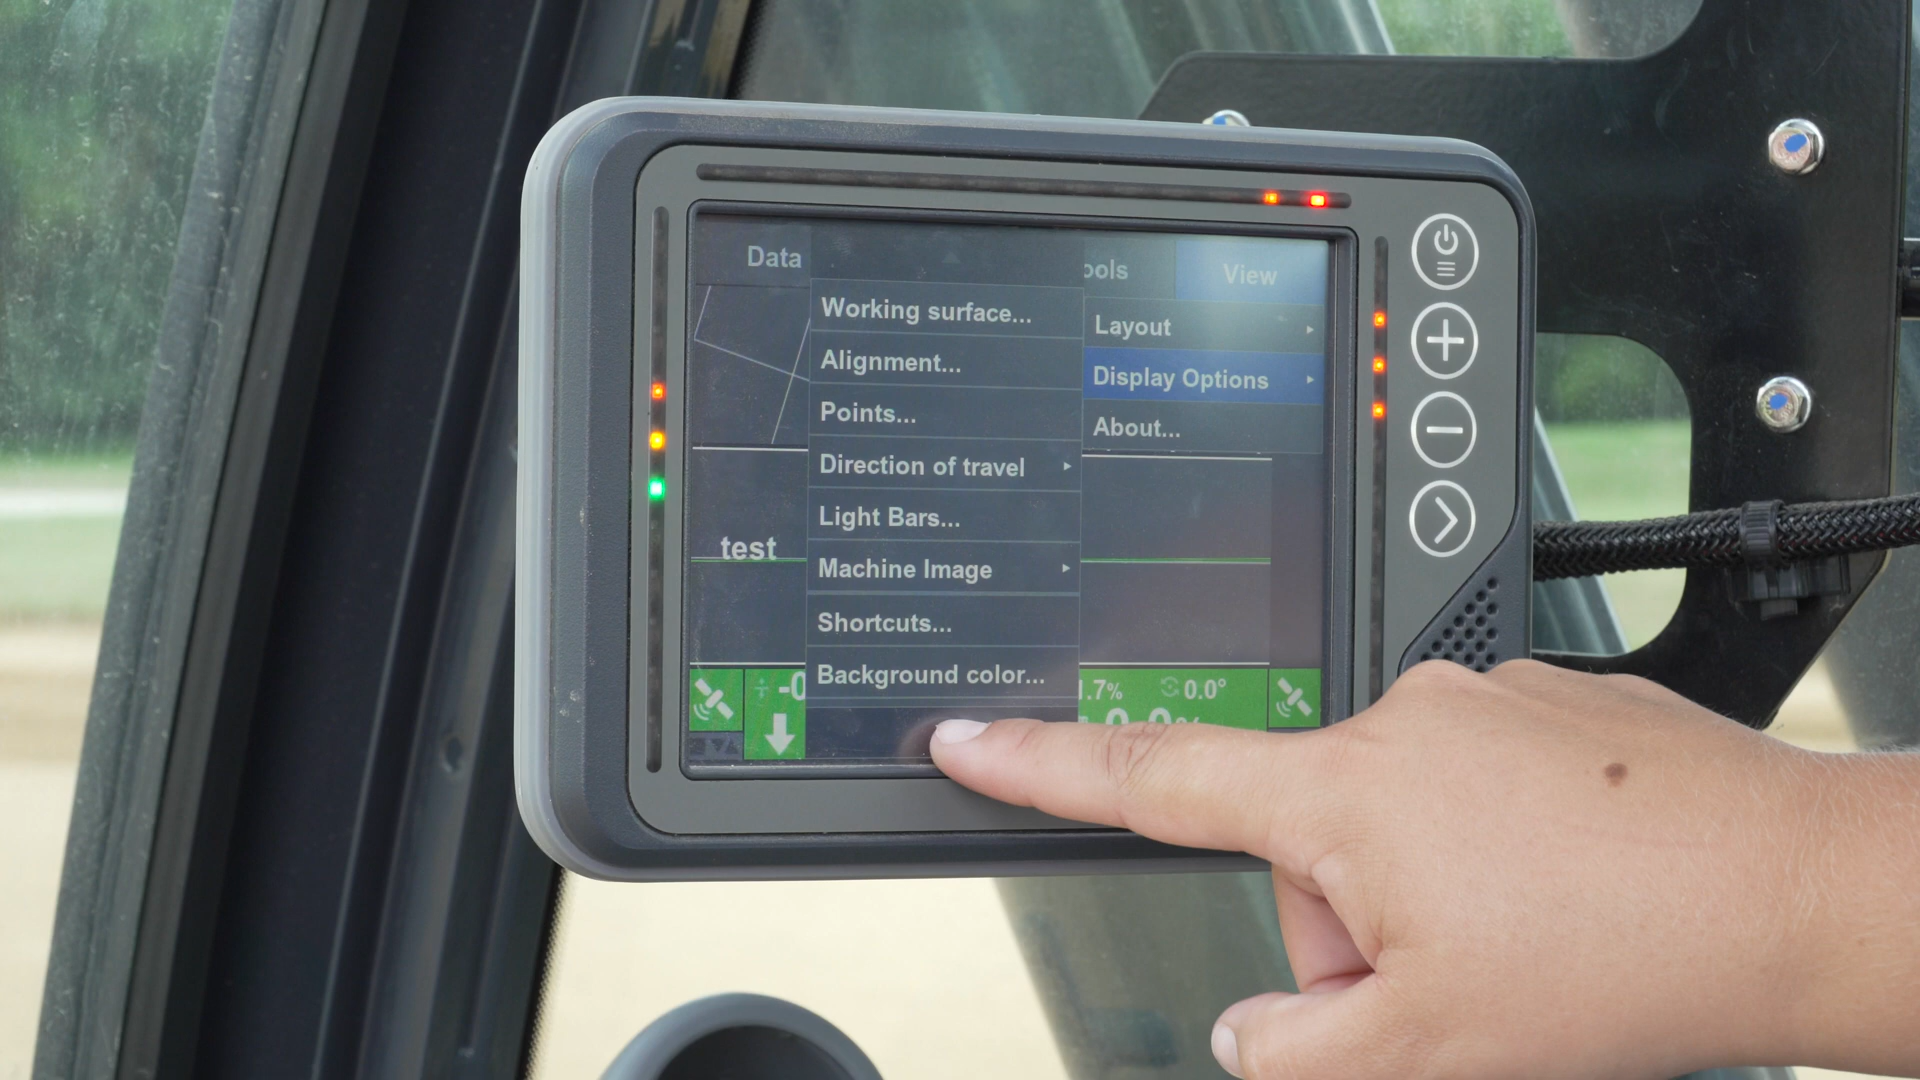 Data
ools
View
Working surface...
Layout
Alignment...
Display Options
Points...
About...
Direction of travel
Light Bars...
test
Machine Image
Shortcuts...
Background color...
-0
1.7%
0.0°